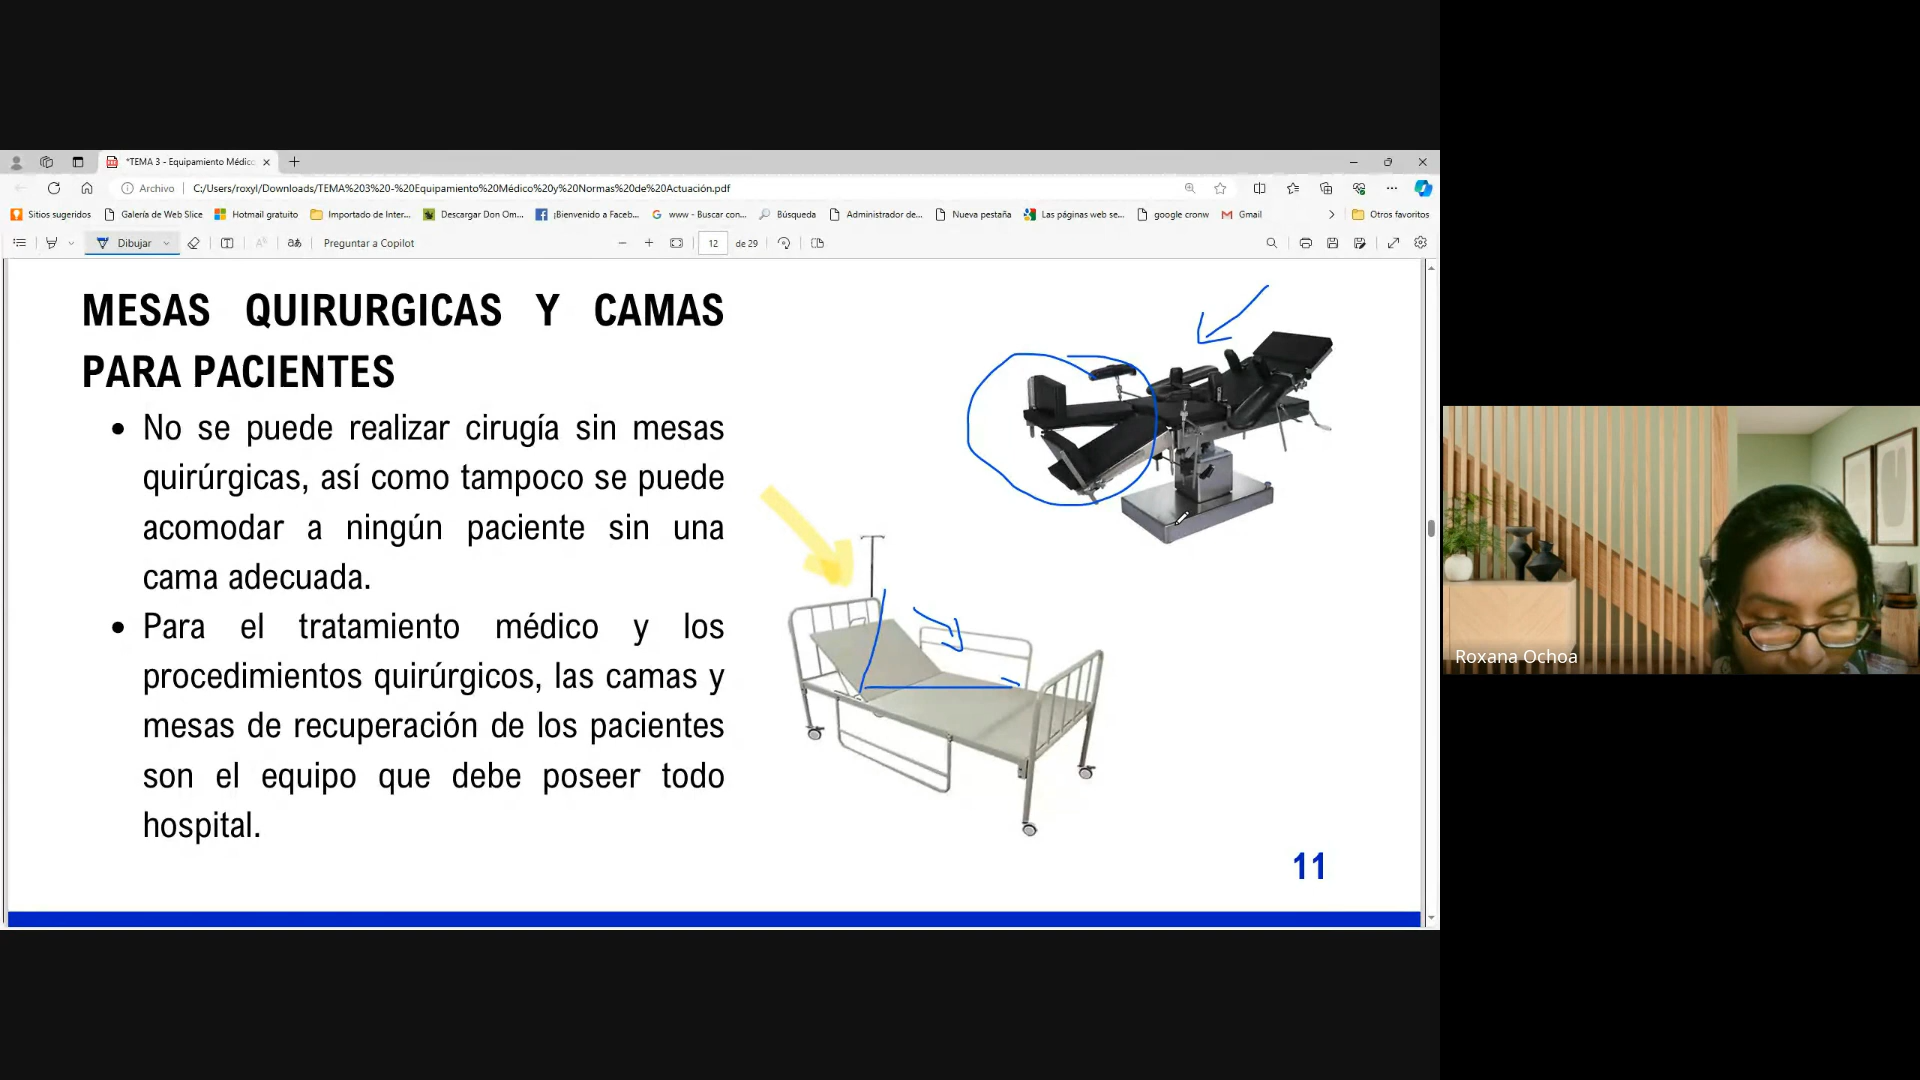 *TEMA 3 - Equipamiento Médic
Archivo
C:/Users/roxyl/Downloads/TEMA%203%20-%20Equipamiento%20Médico%20y%20Normas%20de%20Actuación.pdf
Sitios sugeridos
Galería de Web Slice
Hotmail gratuito
Importado de Inter...
Descargar Don Om...
¡Bienvenido a Faceb...
www - Buscar con...
Búsqueda
Administrador de...
Nueva pestaña
Las páginas web se...
google cronw
Gmail
Otros favoritos
Dibujar
Preguntar a Copilot
12
de 29
MESAS QUIRURGICAS Y CAMAS
PARA PACIENTES
• No se puede realizar cirugía sin mesas
quirúrgicas, así como tampoco se puede
acomodar a ningún paciente sin una
cama adecuada.
• Para el tratamiento médico y los
procedimientos quirúrgicos, las camas y
mesas de recuperación de los pacientes
son el equipo que debe poseer todo
hospital.
11
Roxana Ochoa